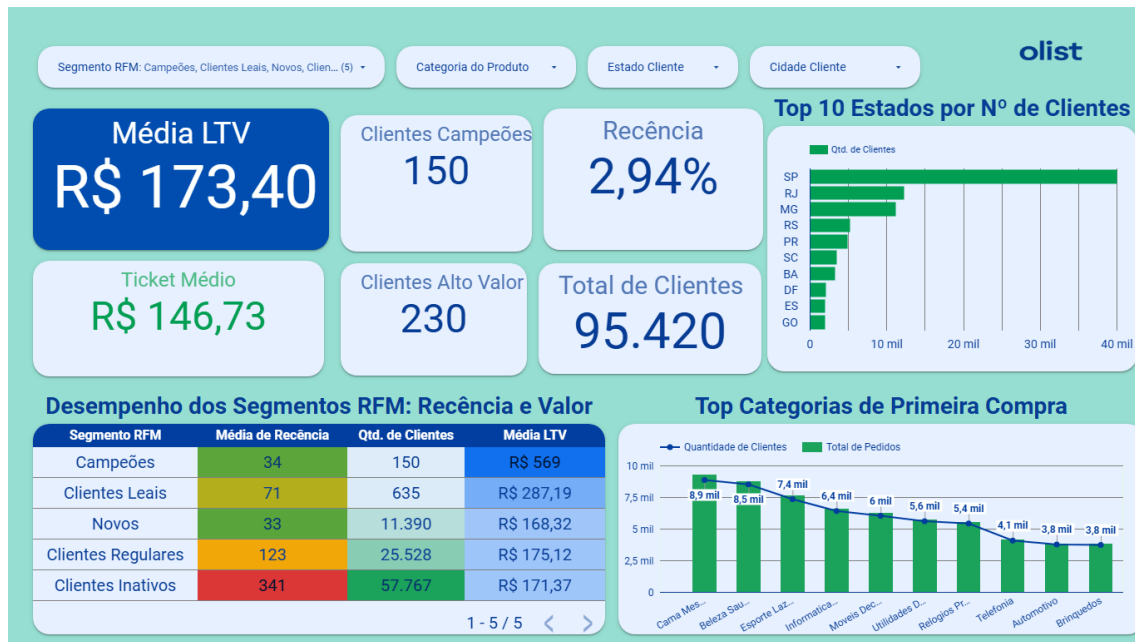 Segmento RFM: Campeões, Clientes Leais, Novos, Clien... (5)
Categoria do Produto
Estado Cliente
Cidade Cliente
olist
Média LTV
R$ 173,40
Clientes Campeões
150
Recência
2,94%
Ticket Médio
R$ 146,73
Clientes Alto Valor
230
Total de Clientes
95.420
Top 10 Estados por Nº de Clientes
Qtd. de Clientes
SP
RJ
MG
RS
PR
SC
BA
DF
ES
GO
0 10 mil 20 mil 30 mil 40 mil
Desempenho dos Segmentos RFM: Recência e Valor
Segmento RFM Média de Recência Qtd. de Clientes Média LTV
Campeões 34 150 R$ 569
Clientes Leais 71 635 R$ 287,19
Novos 33 11.390 R$ 168,32
Clientes Regulares 123 25.528 R$ 175,12
Clientes Inativos 341 57.767 R$ 171,37
1 - 5 / 5
Top Categorias de Primeira Compra
Quantidade de Clientes Total de Pedidos
10 mil
7,5 mil
5 mil
2,5 mil
0
8,9 mil 8,5 mil 7,4 mil 6,4 mil 6 mil 5,6 mil 5,4 mil 4,1 mil 3,8 mil 3,8 mil
Cama Mes... Beleza Sau... Esporte Laz... Informatica... Moveis Dec... Utilidades D... Relogios Pr... Telefonia Automotivo Brinquedos